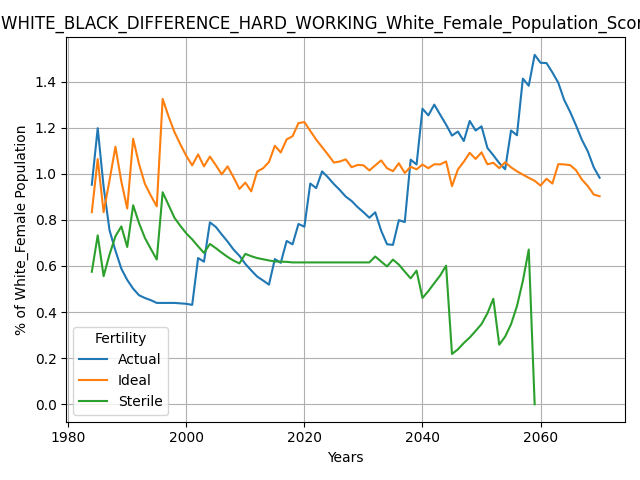 WHITE_BLACK_DIFFERENCE_HARD_WORKING_White_Female_Population_Scor
% of White_Female Population
1.4
1.2
1.0
0.8
0.6
0.4
0.2
0.0
Fertility
Actual
Ideal
Sterile
1980 2000 2020 2040 2060
Years